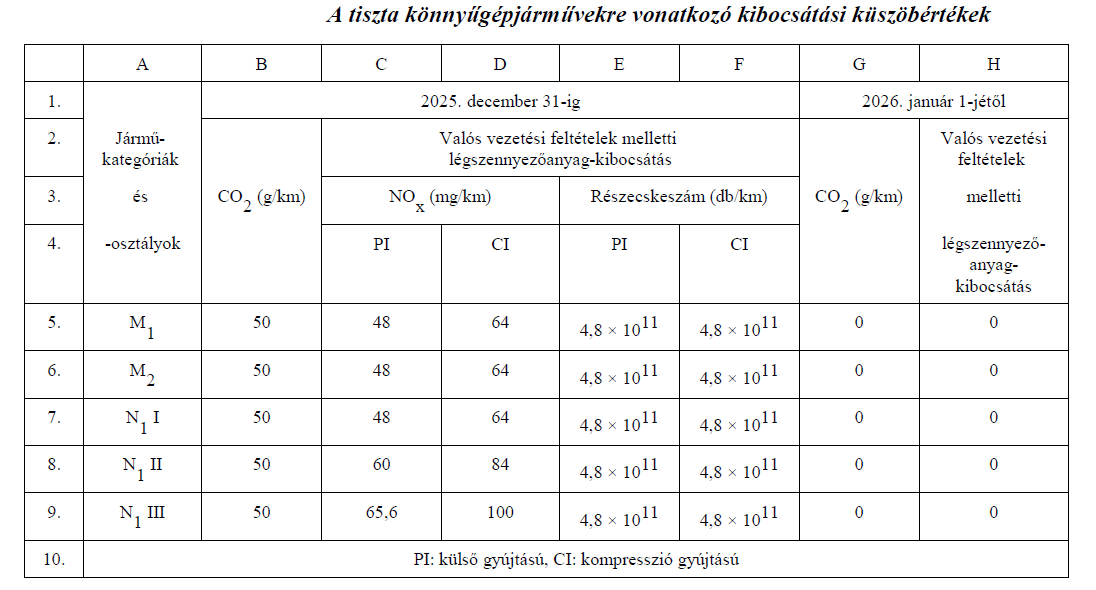 A tiszta könnyűgépjárművekre vonatkozó kibocsátási küszöbértékek
A B C D E F G H
1. 2025. december 31-ig 2026. január 1-jétől
2. Jármű-
kategóriák
Valós vezetési feltételek melletti
légszennyezőanyag-kibocsátás
Valós vezetési
feltételek
3. és CO2 (g/km) NOx (mg/km) Részecskeszám (db/km) CO2 (g/km) melletti
4. -osztályok PI CI PI CI légszennyező-
anyag-
kibocsátás
5. M1 50 48 64 4,8 × 10^11 4,8 × 10^11 0 0
6. M2 50 48 64 4,8 × 10^11 4,8 × 10^11 0 0
7. N1 I 50 48 64 4,8 × 10^11 4,8 × 10^11 0 0
8. N1 II 50 60 84 4,8 × 10^11 4,8 × 10^11 0 0
9. N1 III 50 65,6 100 4,8 × 10^11 4,8 × 10^11 0 0
10. PI: külső gyújtású, CI: kompresszió gyújtású